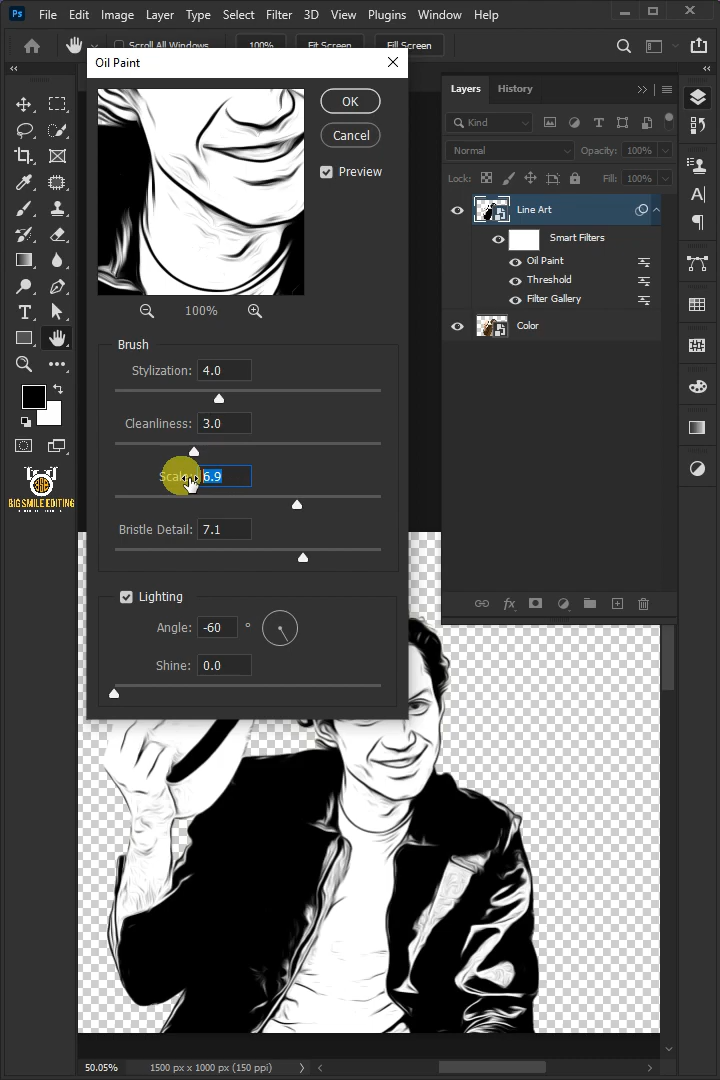 Ps File Edit Image Layer Type Select Filter 3D View Plugins Window Help
Scroll All Windows 100% Fit Screen Fill Screen
Oil Paint
OK
Cancel
Preview
100%
Brush
Stylization: 4.0
Cleanliness: 3.0
Scale: 6.9
Bristle Detail: 7.1
Lighting
Angle: -60 °
Shine: 0.0
Layers History
Kind
Normal Opacity: 100%
Lock: Fill: 100%
Line Art
Smart Filters
Oil Paint
Threshold
Filter Gallery
Color
fx
BIG SMILE EDITING
50.05% 1500 px x 1000 px (150 ppi)